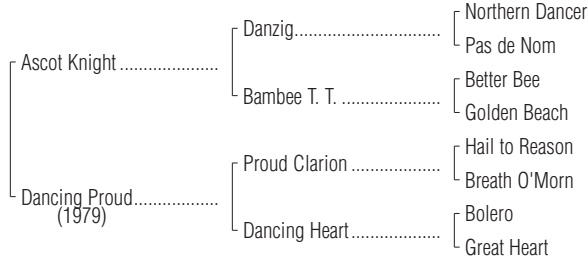 Northern Dancer
Danzig
Pas de Nom
Ascot Knight
Better Bee
Bambee T. T.
Golden Beach
Hail to Reason
Proud Clarion
Breath O'Morn
Dancing Proud
(1979)
Bolero
Dancing Heart
Great Heart